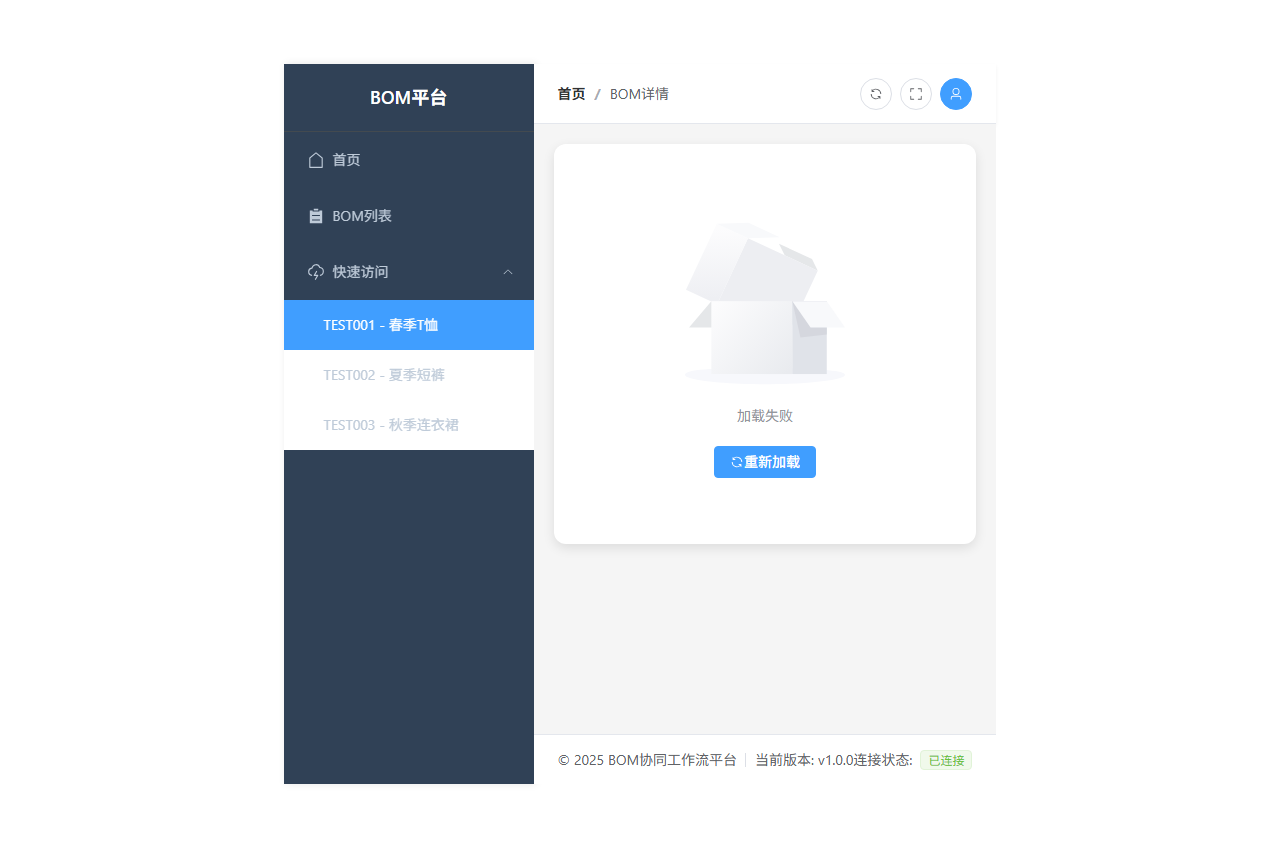 BOM平台
首页
BOM列表
快速访问
TEST001 - 春季T恤
TEST002 - 夏季短裤
TEST003 - 秋季连衣裙
首页 / BOM详情
加载失败
重新加载
© 2025 BOM协同工作流平台 当前版本: v1.0.0连接状态: 已连接